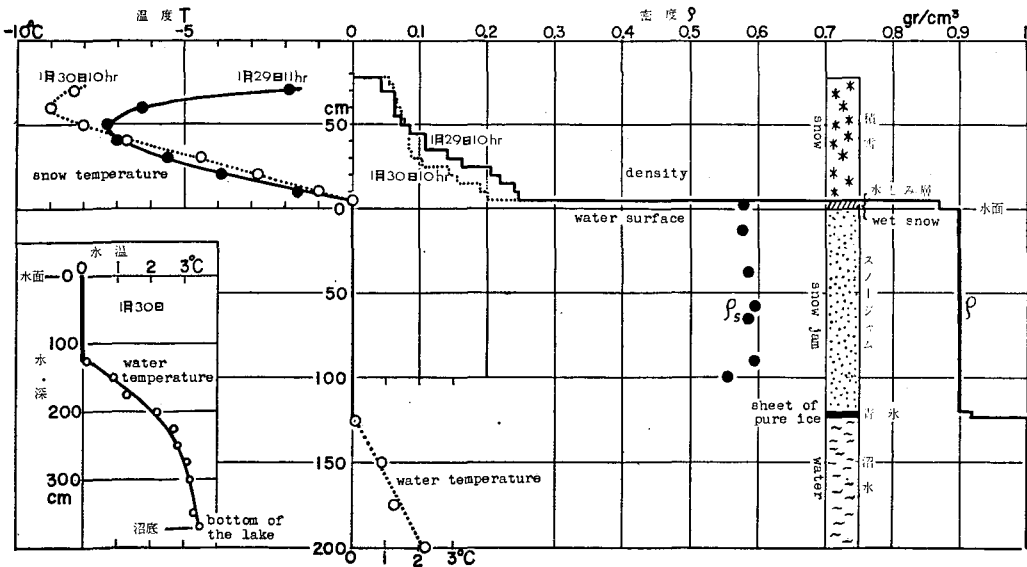 温度 T
密度 ρ
gr/cm³
-10°C -5 0 0.1 0.2 0.3 0.4 0.5 0.6 0.7 0.8 0.9 1
1月30日10hr
1月29日11hr
cm
50
1月29日10hr
1月30日10hr
snow temperature
density
snow
積雪
水しみ層
wet snow
0
water surface
水面
水温
0 1 2 3°C
水面 0
1月30日
100
water temperature
水深
200
300
cm
沼底
bottom of the lake
50
ρs
snow jam
スノージャム
ρ
100
sheet of pure ice
青氷
150
water temperature
water
沼水
200
0 1 2 3°C